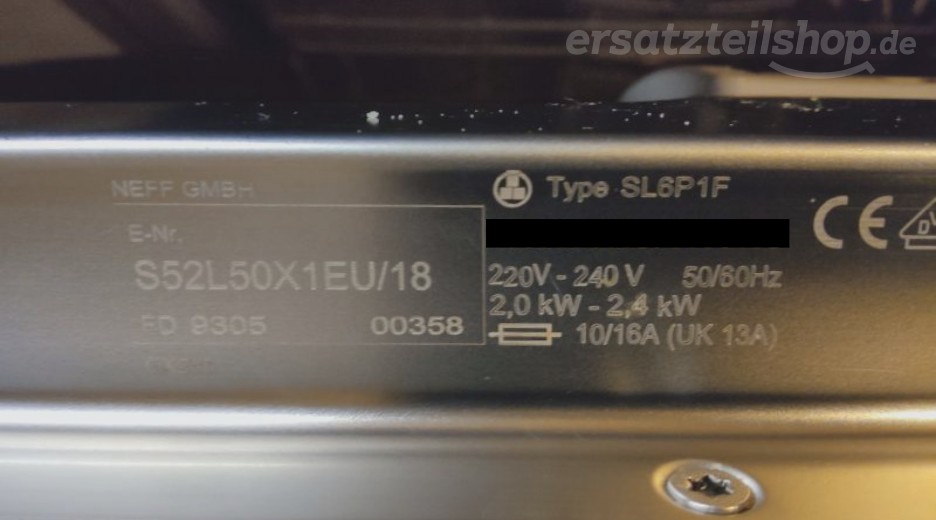 ersatzteilshop.de
NEFF GMBH
Type SL6P1F
E-Nr.
S52L50X1EU/18
220V - 240 V 50/60Hz
2,0 kW - 2,4 kW
FD 9305 00358
10/16A (UK 13A)
CE